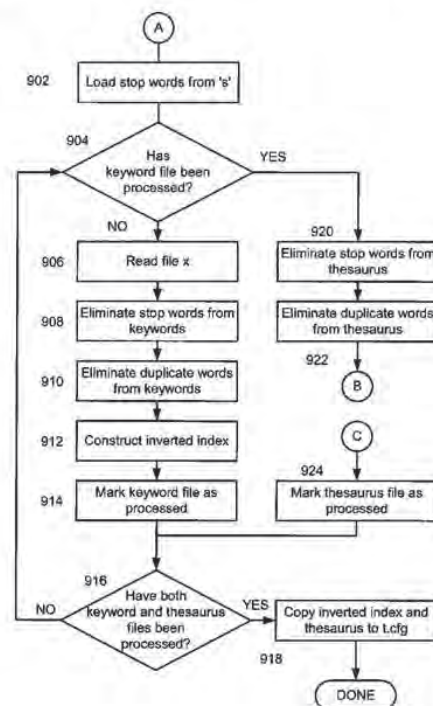 A
902
Load stop words from 's'
904
Has
keyword file been
processed?
YES
NO
906
Read file x
920
Eliminate stop words from
thesaurus
908
Eliminate stop words from
keywords
Eliminate duplicate words
from thesaurus
910
Eliminate duplicate words
from keywords
922
B
912
Construct inverted index
C
914
Mark keyword file as
processed
924
Mark thesaurus file as
processed
916
Have both
keyword and thesaurus
files been
processed?
NO
YES
Copy inverted index and
thesaurus to t.cfg
918
DONE